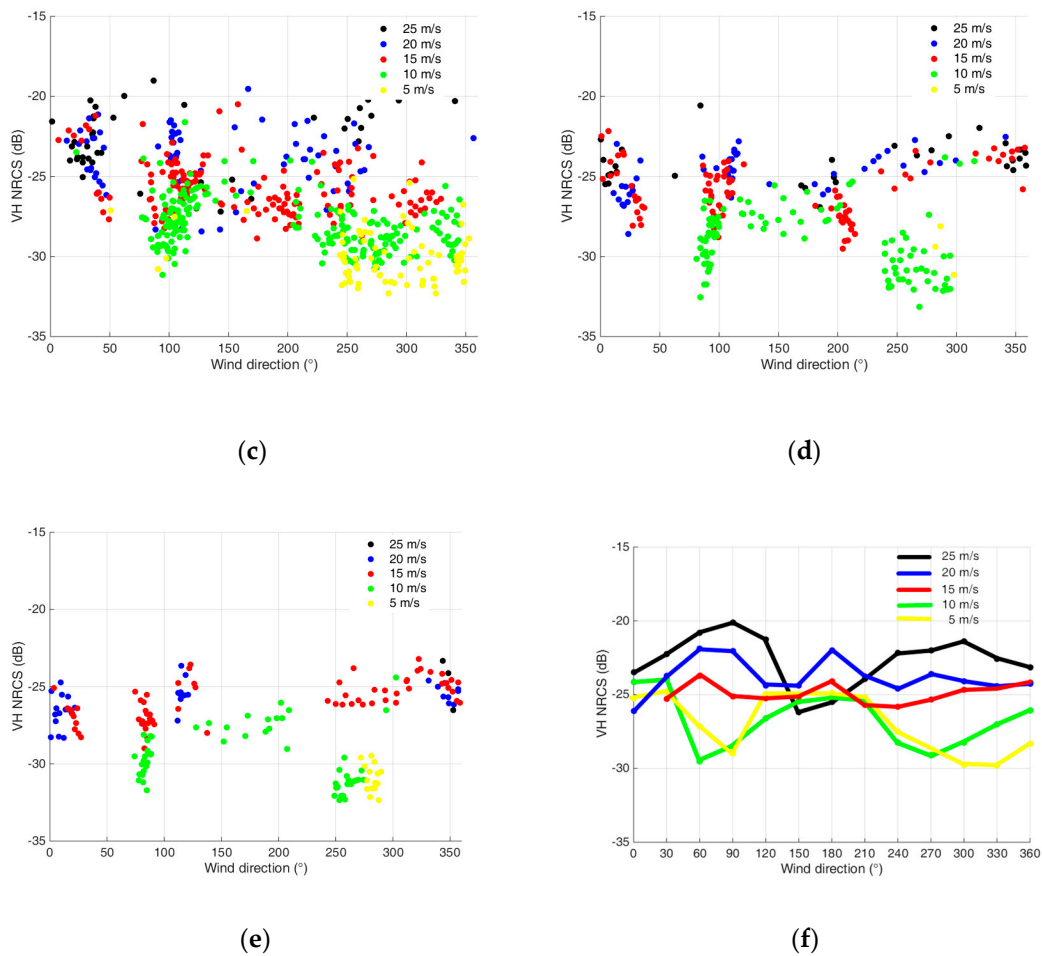 -15
-20
-25
-30
-35
VH NRCS (dB)
25 m/s
20 m/s
15 m/s
10 m/s
5 m/s
0 50 100 150 200 250 300 350
Wind direction (°)
(c)
-15
-20
-25
-30
-35
VH NRCS (dB)
25 m/s
20 m/s
15 m/s
10 m/s
5 m/s
0 50 100 150 200 250 300 350
Wind direction (°)
(d)
-15
-20
-25
-30
-35
VH NRCS (dB)
25 m/s
20 m/s
15 m/s
10 m/s
5 m/s
0 50 100 150 200 250 300 350
Wind direction (°)
(e)
-15
-20
-25
-30
-35
VH NRCS (dB)
25 m/s
20 m/s
15 m/s
10 m/s
5 m/s
0 30 60 90 120 150 180 210 240 270 300 330 360
Wind direction (°)
(f)